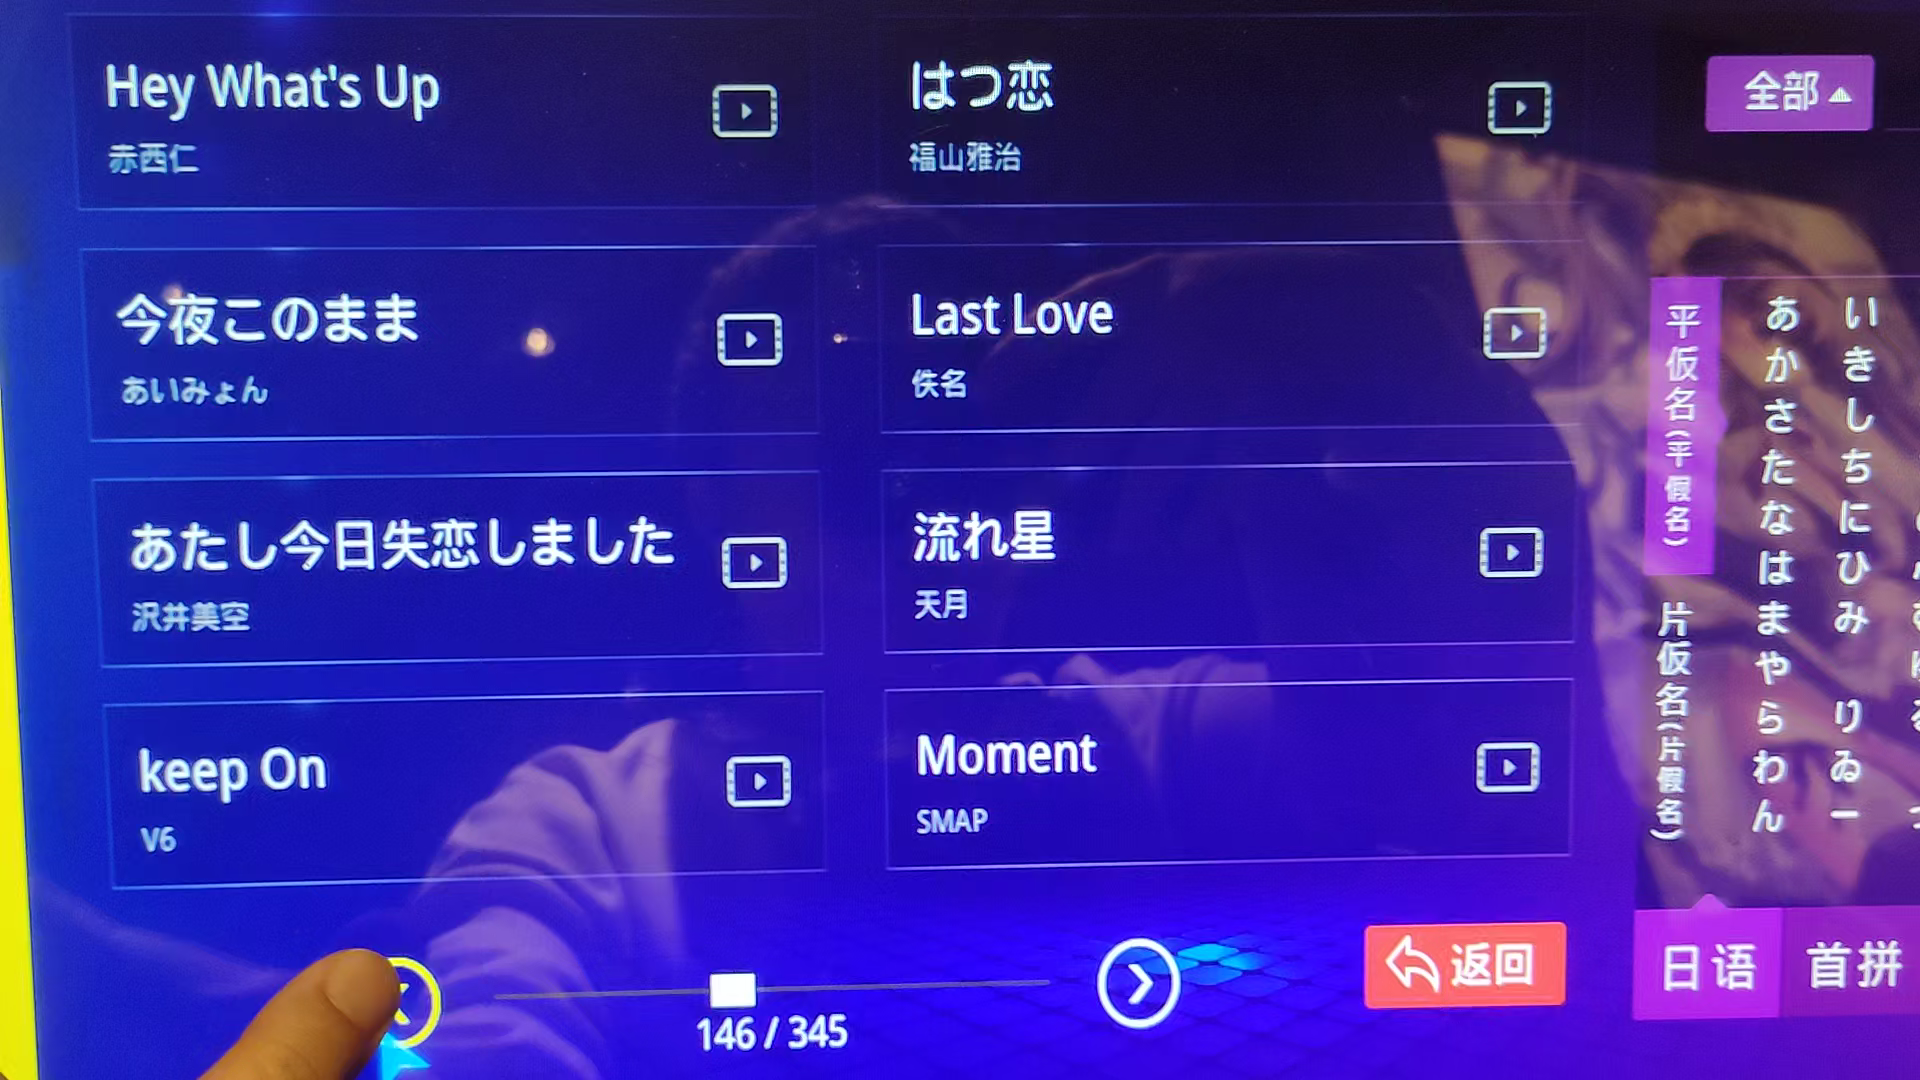 Hey What's Up
赤西仁
はつ恋
福山雅治
今夜このまま
あいみょん
Last Love
佚名
あたし今日失恋しました
沢井美空
流れ星
天月
keep On
V6
Moment
SMAP
146 / 345
返回
全部
平仮名(平假名)
片仮名(片假名)
あかさたなはまやらわん
いきしちにひみ りゐー
日语
首拼